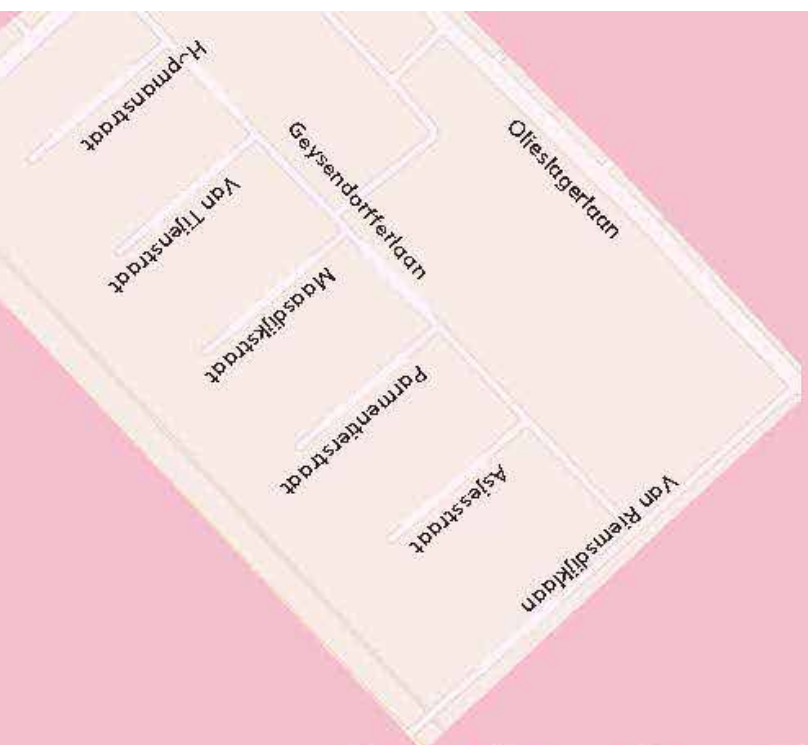 Hopmanstraat
Geysendorfferlaan
Olieslagerlaan
Van Tijenstraat
Maasdijkstraat
Parmentierstraat
Asjesstraat
Van Riemsdijklaan